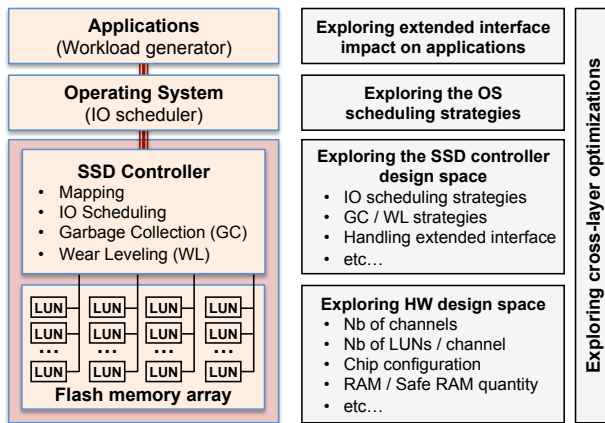 Applications
(Workload generator)
Operating System
(IO scheduler)
SSD Controller
• Mapping
• IO Scheduling
• Garbage Collection (GC)
• Wear Leveling (WL)
LUN LUN LUN LUN
LUN LUN LUN LUN
... ... ... ...
LUN LUN LUN LUN
Flash memory array
Exploring extended interface
impact on applications
Exploring the OS
scheduling strategies
Exploring the SSD controller
design space
• IO scheduling strategies
• GC / WL strategies
• Handling extended interface
• etc…
Exploring HW design space
• Nb of channels
• Nb of LUNs / channel
• Chip configuration
• RAM / Safe RAM quantity
• etc…
Exploring cross-layer optimizations